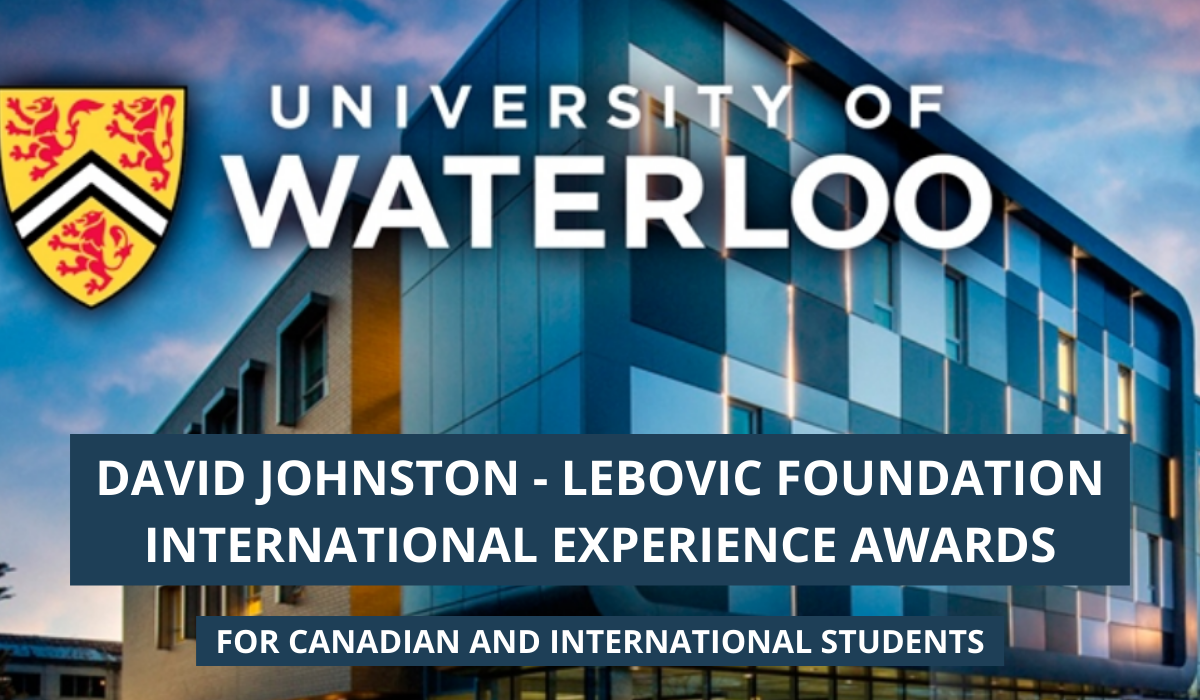 UNIVERSITY OF
WATERLOO
DAVID JOHNSTON - LEBOVIC FOUNDATION
INTERNATIONAL EXPERIENCE AWARDS
FOR CANADIAN AND INTERNATIONAL STUDENTS